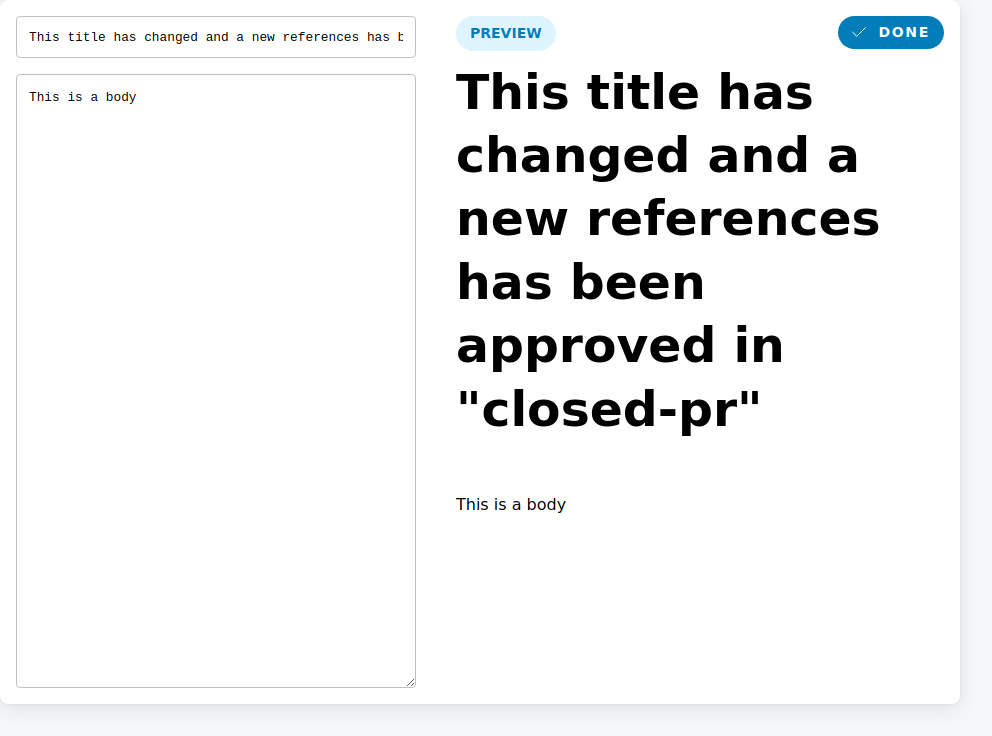 This title has changed and a new references has b
This is a body
PREVIEW
DONE
This title has
changed and a
new references
has been
approved in
"closed-pr"
This is a body